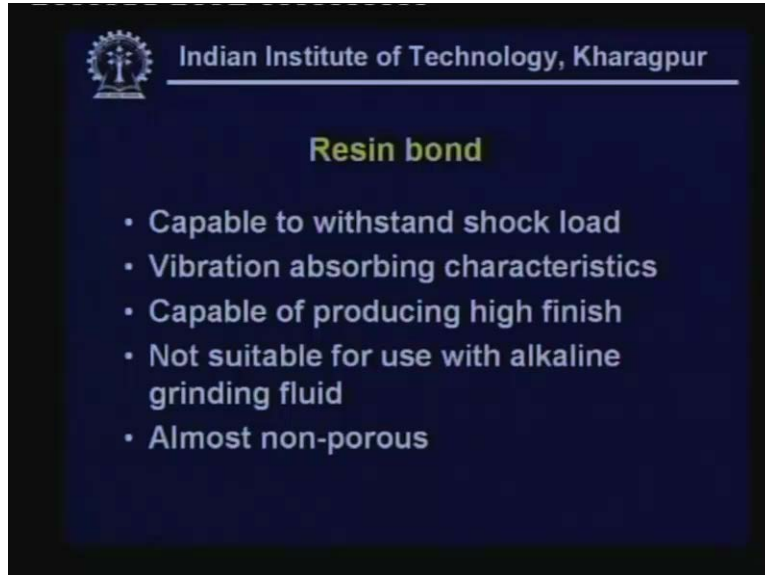 Indian Institute of Technology, Kharagpur
Resin bond
• Capable to withstand shock load
• Vibration absorbing characteristics
• Capable of producing high finish
• Not suitable for use with alkaline
grinding fluid
• Almost non-porous